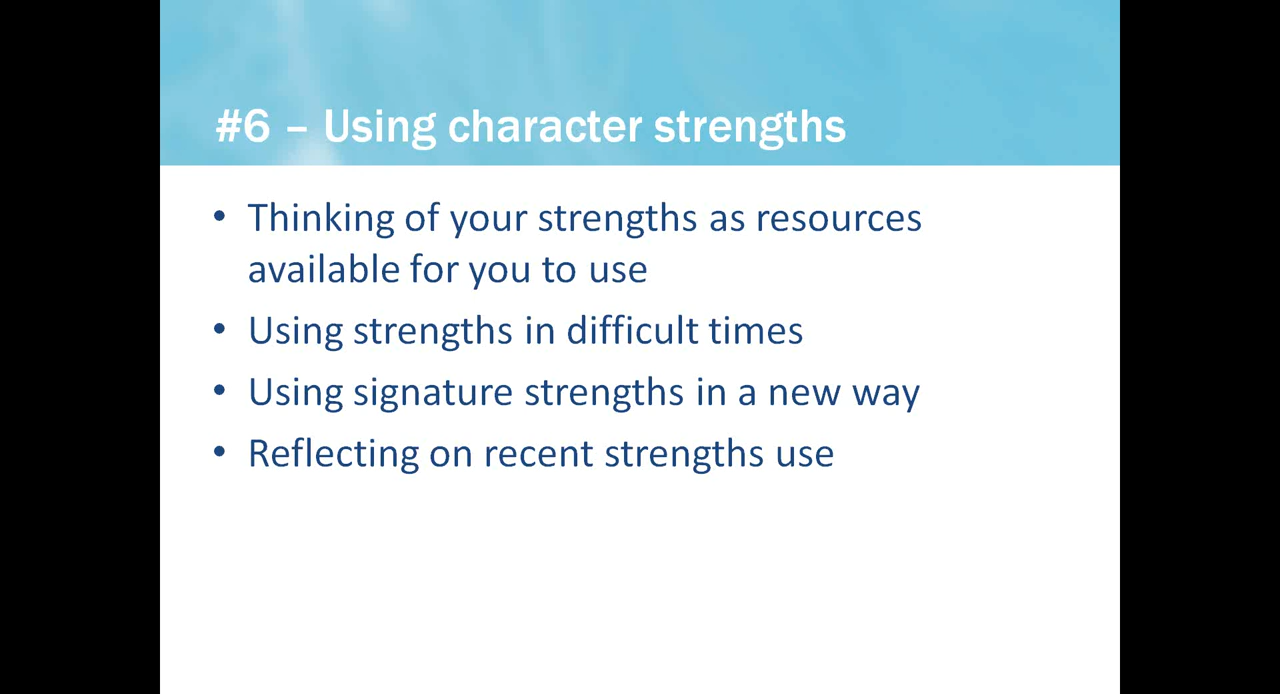 #6 – Using character strengths
• Thinking of your strengths as resources
available for you to use
• Using strengths in difficult times
• Using signature strengths in a new way
• Reflecting on recent strengths use